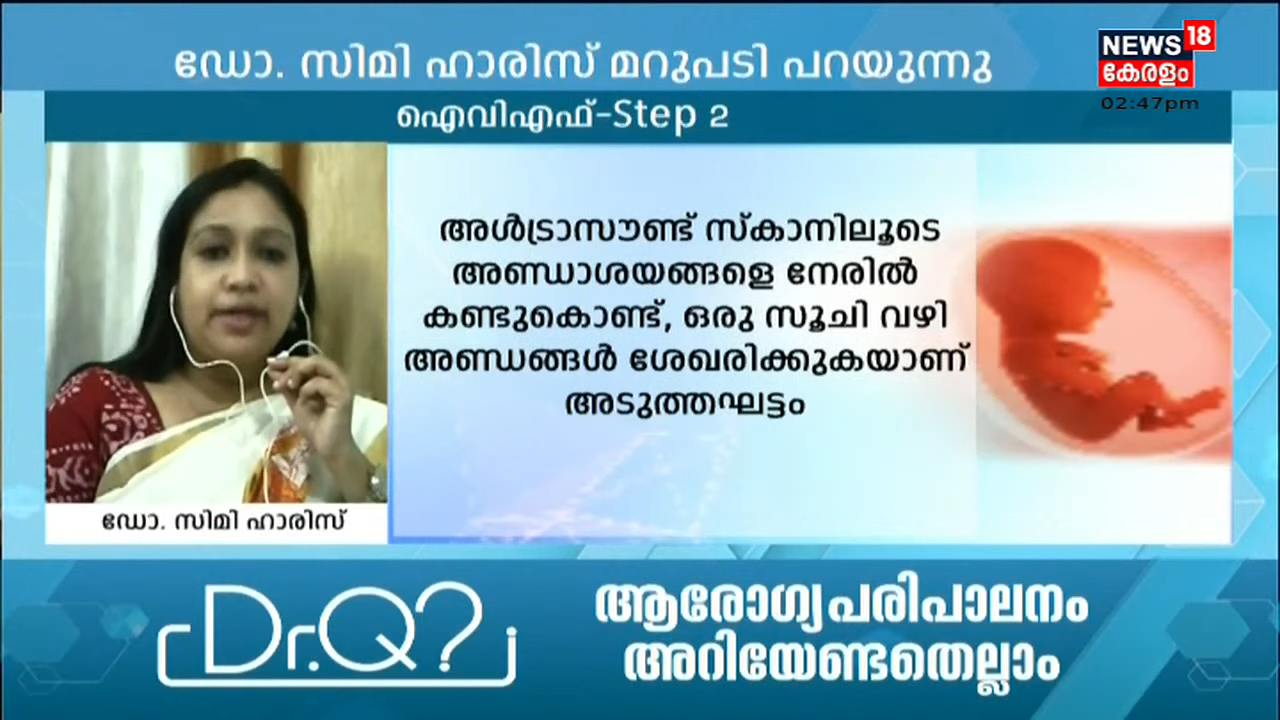 ഡോ. സിമി ഹാരിസ് മറുപടി പറയുന്നു
NEWS 18
കേരളം
02:47pm
ഐവിഎഫ്-Step 2
അൾട്രാസൗണ്ട് സ്കാനിലൂടെ
അണ്ഡാശയങ്ങളെ നേരിൽ
കണ്ടുകൊണ്ട്, ഒരു സൂചി വഴി
അണ്ഡങ്ങൾ ശേഖരിക്കുകയാണ്
അടുത്തഘട്ടം
ഡോ. സിമി ഹാരിസ്
Dr.Q?
ആരോഗ്യപരിപാലനം
അറിയേണ്ടതെല്ലാം